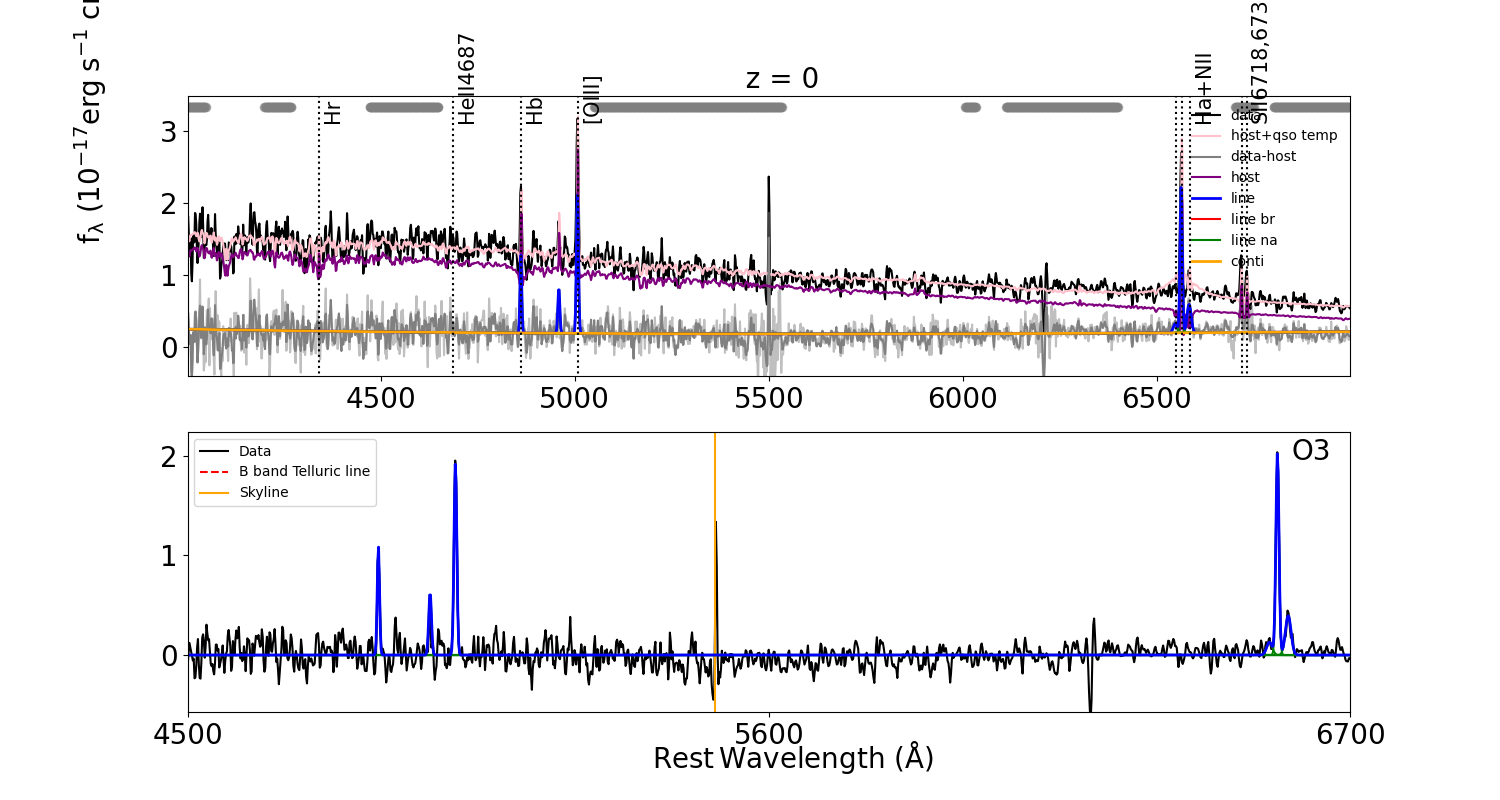 z = 0
fλ (10−17erg s−1 c
3
2
1
0
Hr
HeII4687
Hb
[OIII]
Ha+NII
SII6718,673
data
host+qso temp
data-host
host
line
line br
line na
conti
4500 5000 5500 6000 6500
2
1
0
Data
B band Telluric line
Skyline
O3
4500 5600 6700
Rest Wavelength (Å)